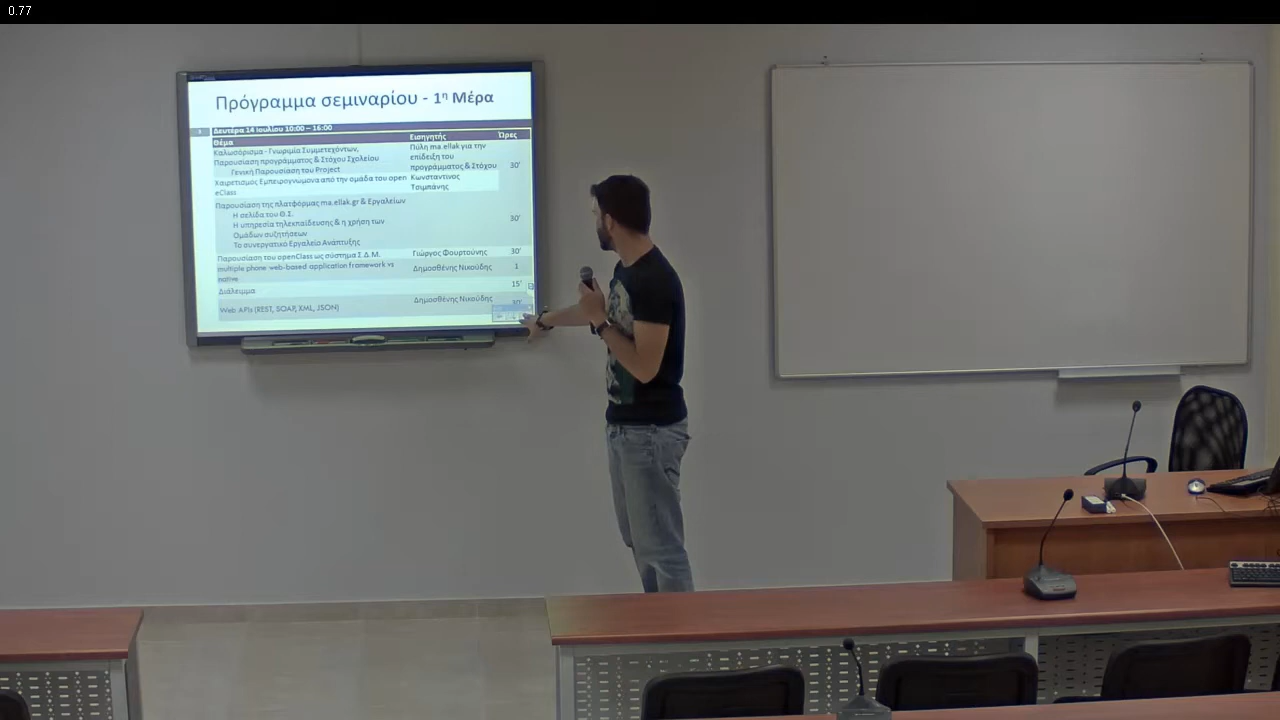 0.77
Πρόγραμμα σεμιναρίου - 1η Μέρα
Δευτέρα 14 Ιουλίου 10:00 – 16:00
Θέμα Εισηγητής Ώρες
Καλωσόρισμα - Γνωριμία Συμμετεχόντων,
Παρουσίαση προγράμματος & Στόχου Σχολείου
Γενική Παρουσίαση του Project
Πύλη ma.ellak για την
επίδειξη του
προγράμματος & Στόχου
30'
Χαιρετισμος Εμπειρογνώμονα από την ομάδα του open
eClass
Κωνσταντίνος
Τσιμπάνης
Παρουσίαση της πλατφόρμας ma.ellak.gr & Εργαλείων
Η σελίδα του Θ.Σ.
Η υπηρεσία τηλεκπαίδευσης & η χρήση των
Ομάδων συζητήσεων
Το συνεργατικό Εργαλείο Ανάπτυξης
30'
Παρουσίαση του openClass ως σύστημα Σ.Δ.Μ. Γιώργος Φουρτούνης 30'
multiple phone web-based application framework vs
native
Δημοσθένης Νικούδης 1
Διάλειμμα 15'
Web APIs (REST, SOAP, XML, JSON) Δημοσθένης Νικούδης